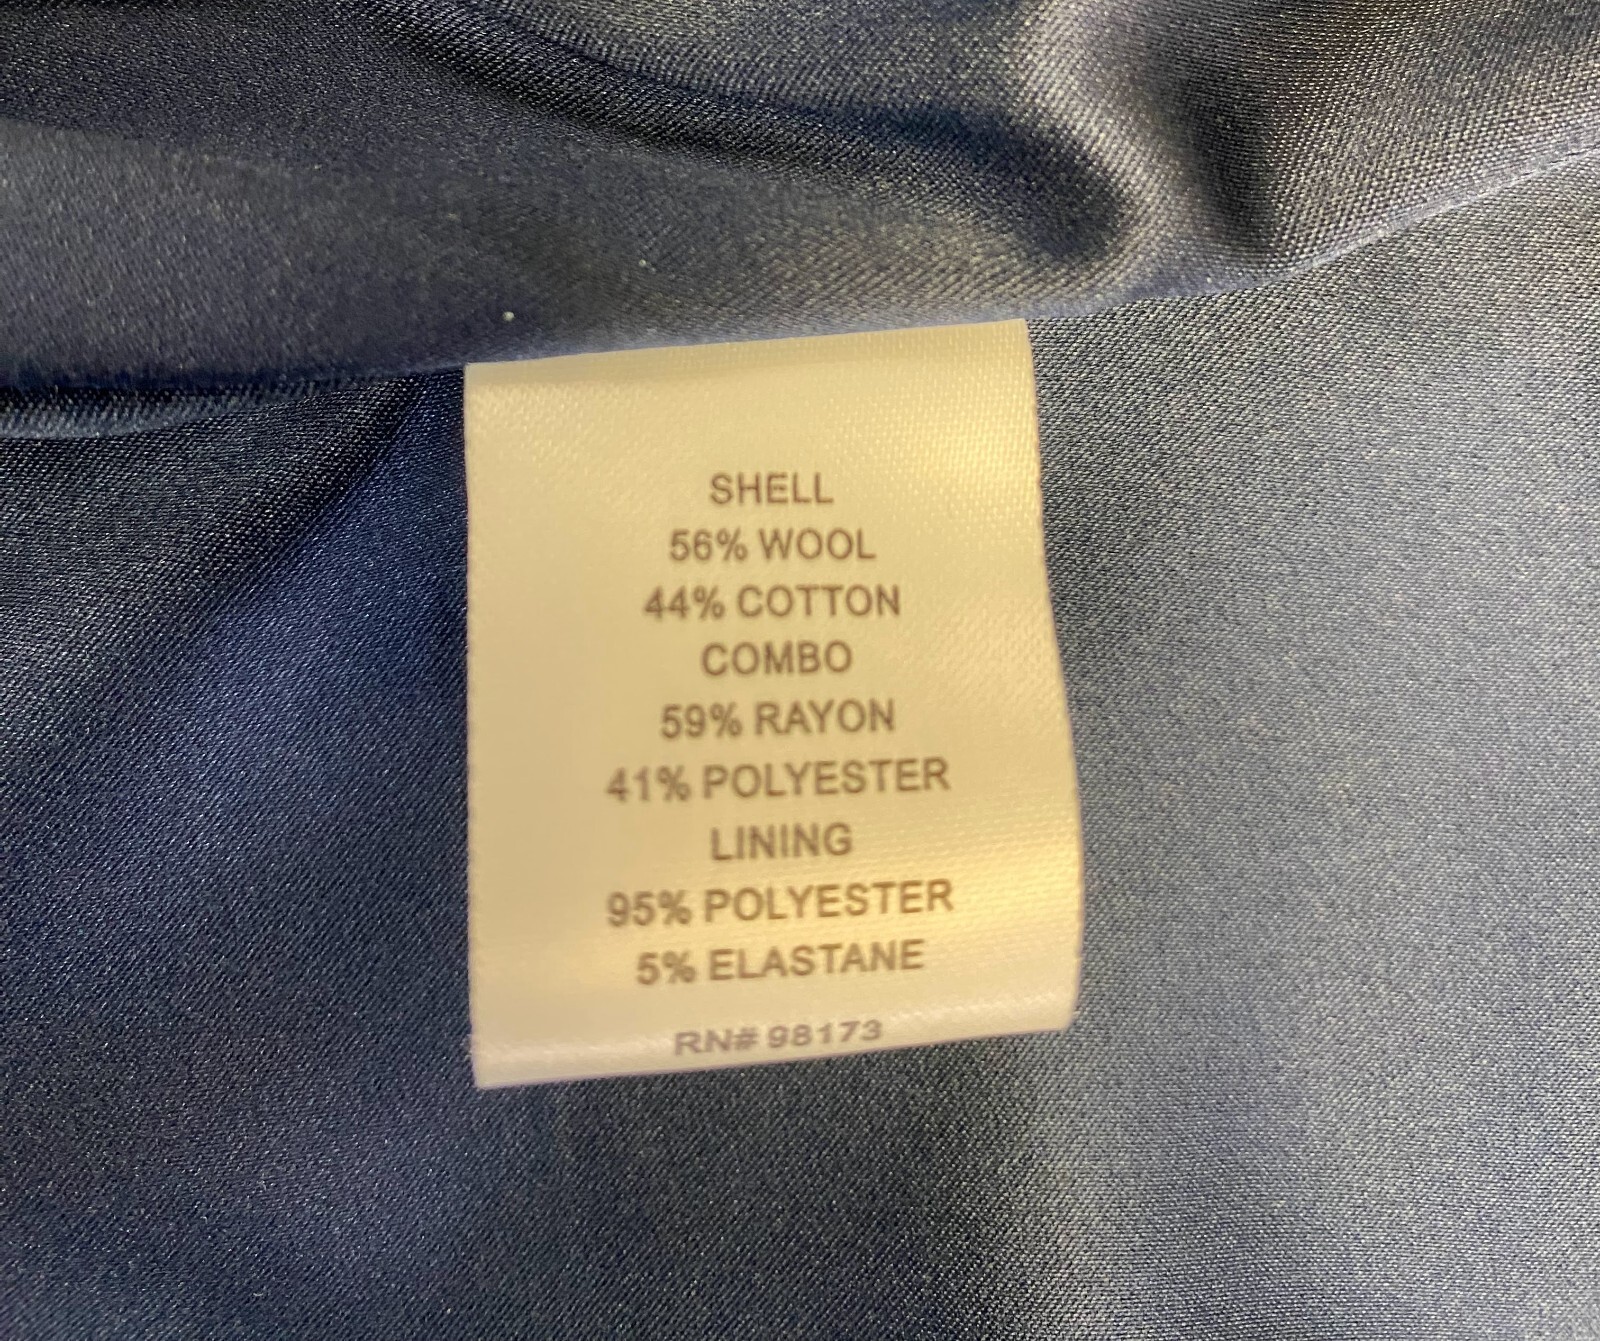 SHELL
56% WOOL
44% COTTON
COMBO
59% RAYON
41% POLYESTER
LINING
95% POLYESTER
5% ELASTANE
RN# 98173